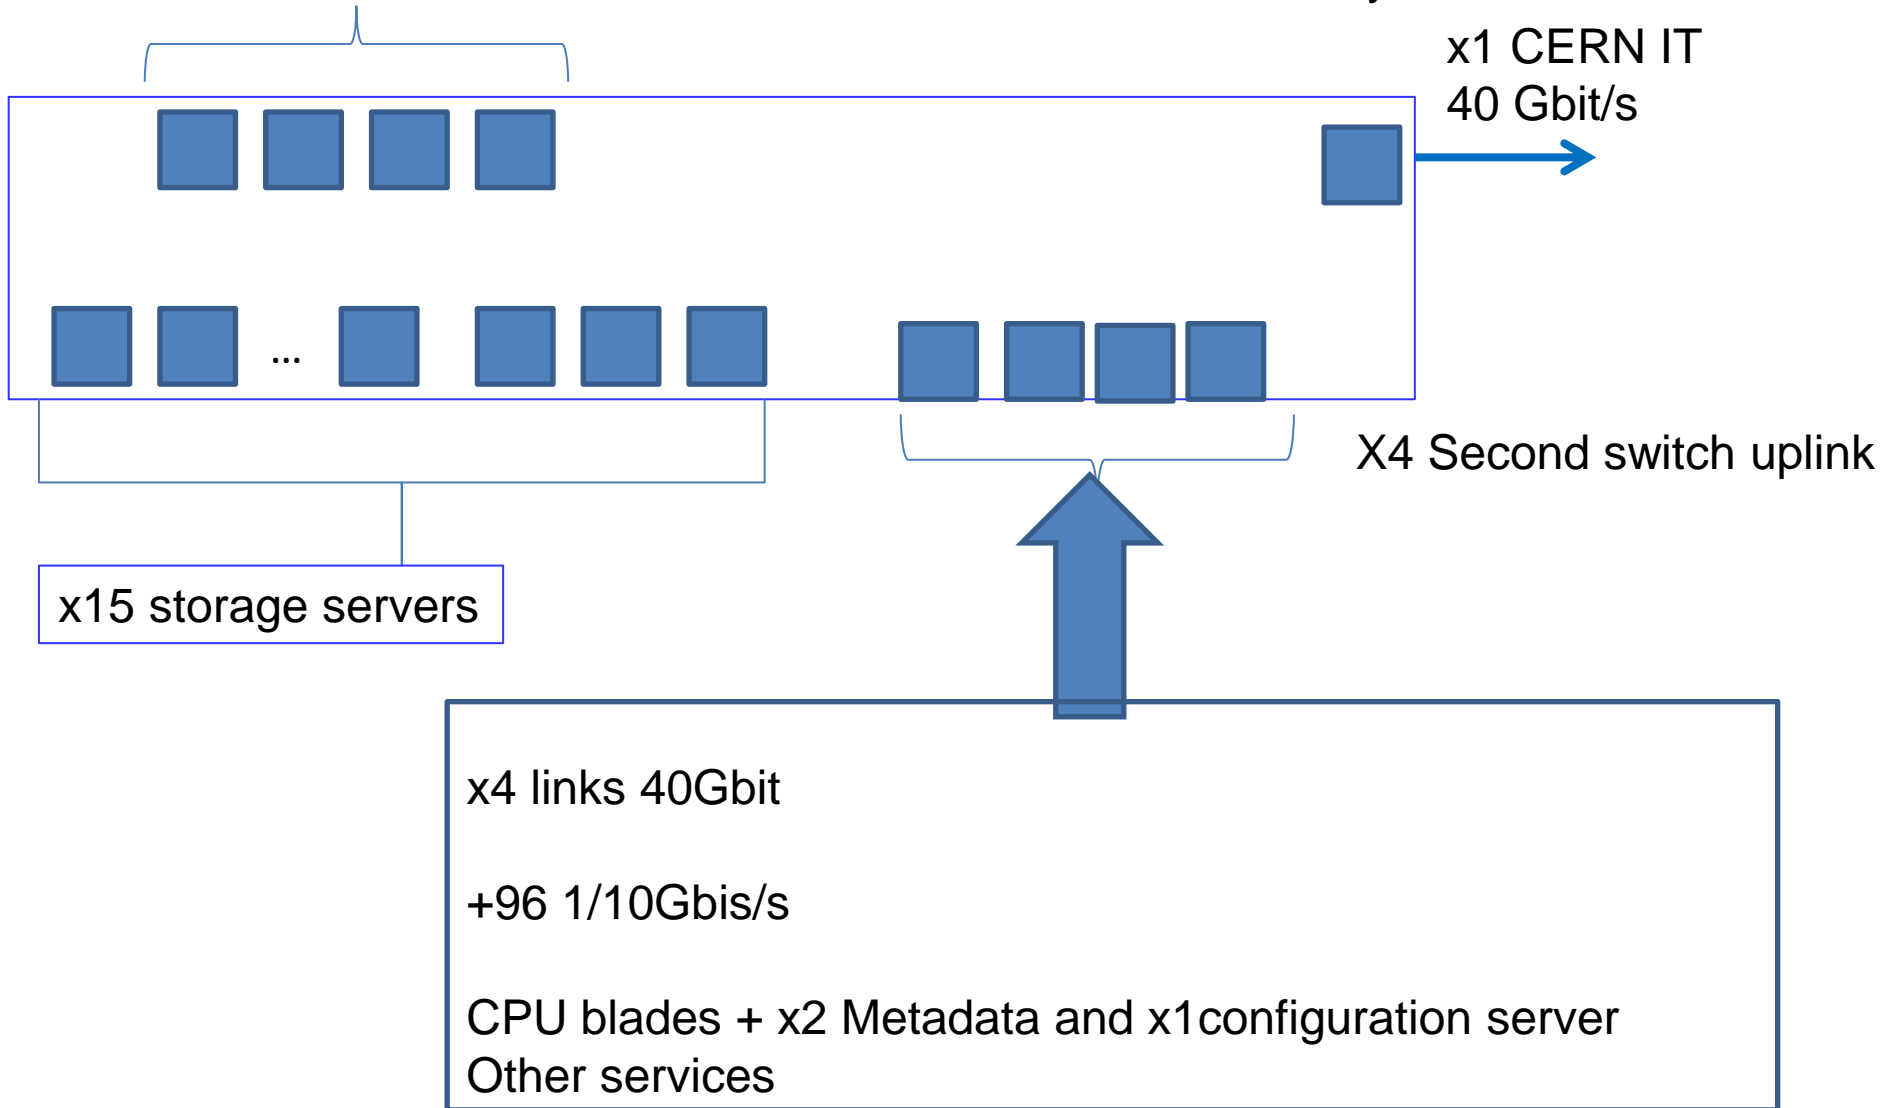 x1 CERN IT
40 Gbit/s
...
X4 Second switch uplink
x15 storage servers
x4 links 40Gbit
+96 1/10Gbis/s
CPU blades + x2 Metadata and x1configuration server
Other services